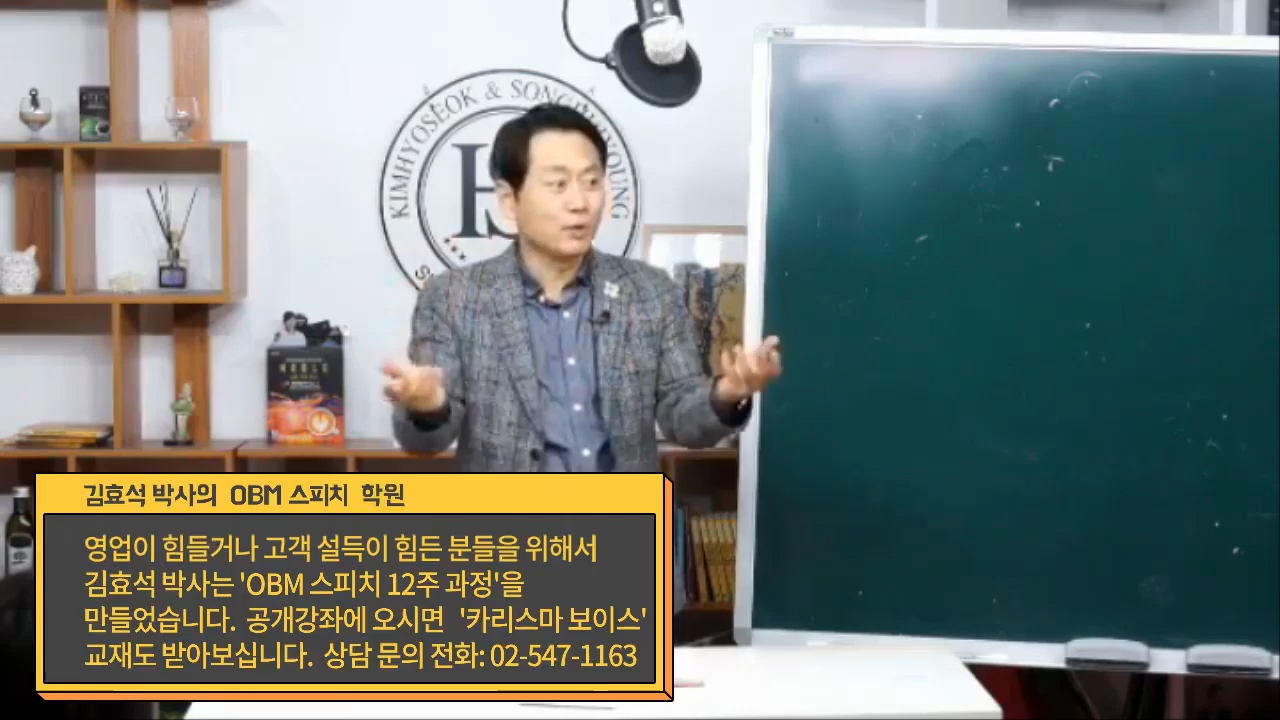 KIMHYOSEOK & SONG
YOUNG
김효석 박사의 OBM 스피치 학원
영업이 힘들거나 고객 설득이 힘든 분들을 위해서
김효석 박사는 'OBM 스피치 12주 과정'을
만들었습니다. 공개강좌에 오시면 '카리스마 보이스'
교재도 받아보십니다. 상담 문의 전화: 02-547-1163